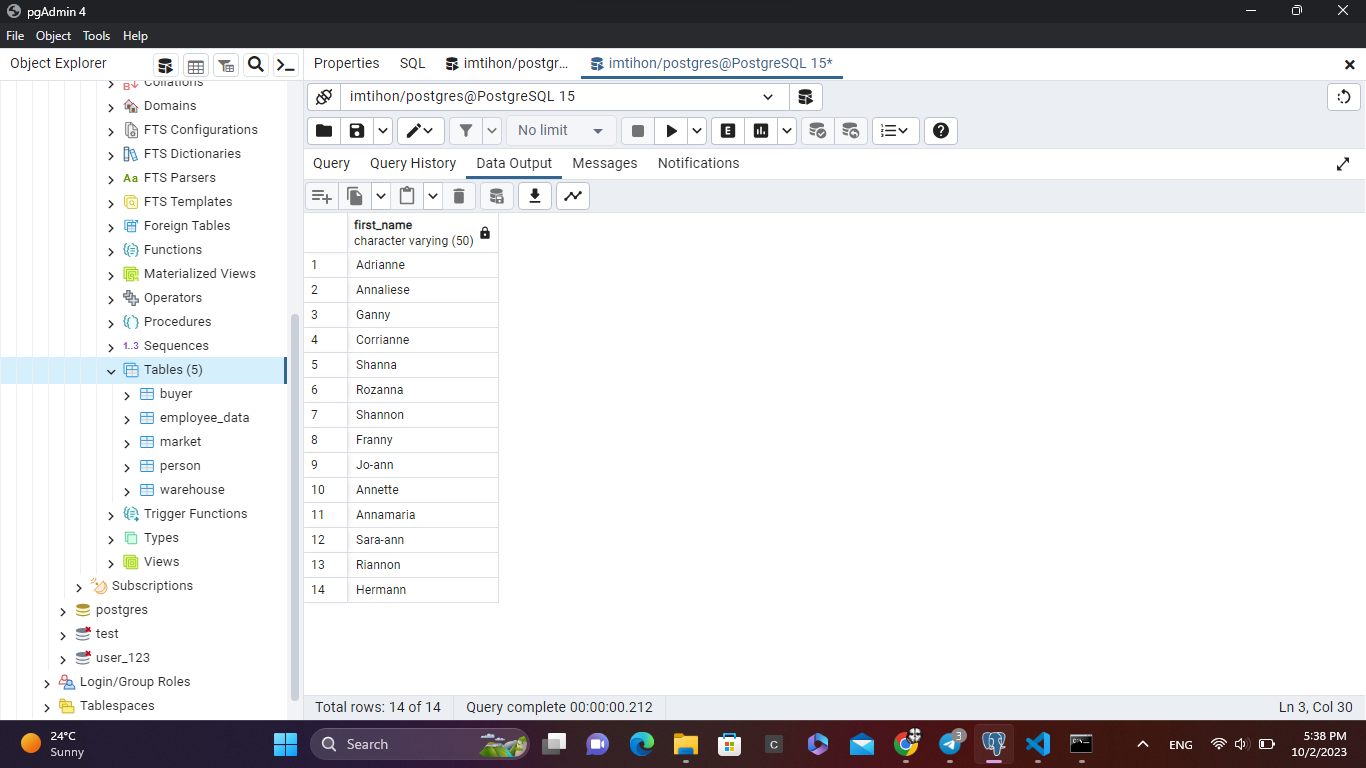 pgAdmin 4
File Object Tools Help
Object Explorer
Properties SQL imtihon/postgr... imtihon/postgres@PostgreSQL 15*
imtihon/postgres@PostgreSQL 15
No limit
E
Query Query History Data Output Messages Notifications
first_name
character varying (50)
1 Adrianne
2 Annaliese
3 Ganny
4 Corrianne
5 Shanna
6 Rozanna
7 Shannon
8 Franny
9 Jo-ann
10 Annette
11 Annamaria
12 Sara-ann
13 Riannon
14 Hermann
Collations
Domains
FTS Configurations
FTS Dictionaries
Aa FTS Parsers
FTS Templates
Foreign Tables
Functions
Materialized Views
Operators
Procedures
1..3 Sequences
Tables (5)
buyer
employee_data
market
person
warehouse
Trigger Functions
Types
Views
Subscriptions
postgres
test
user_123
Login/Group Roles
Tablespaces
Total rows: 14 of 14 Query complete 00:00:00.212 Ln 3, Col 30
24°C
Sunny
Search
C
3
ENG
5:38 PM
10/2/2023